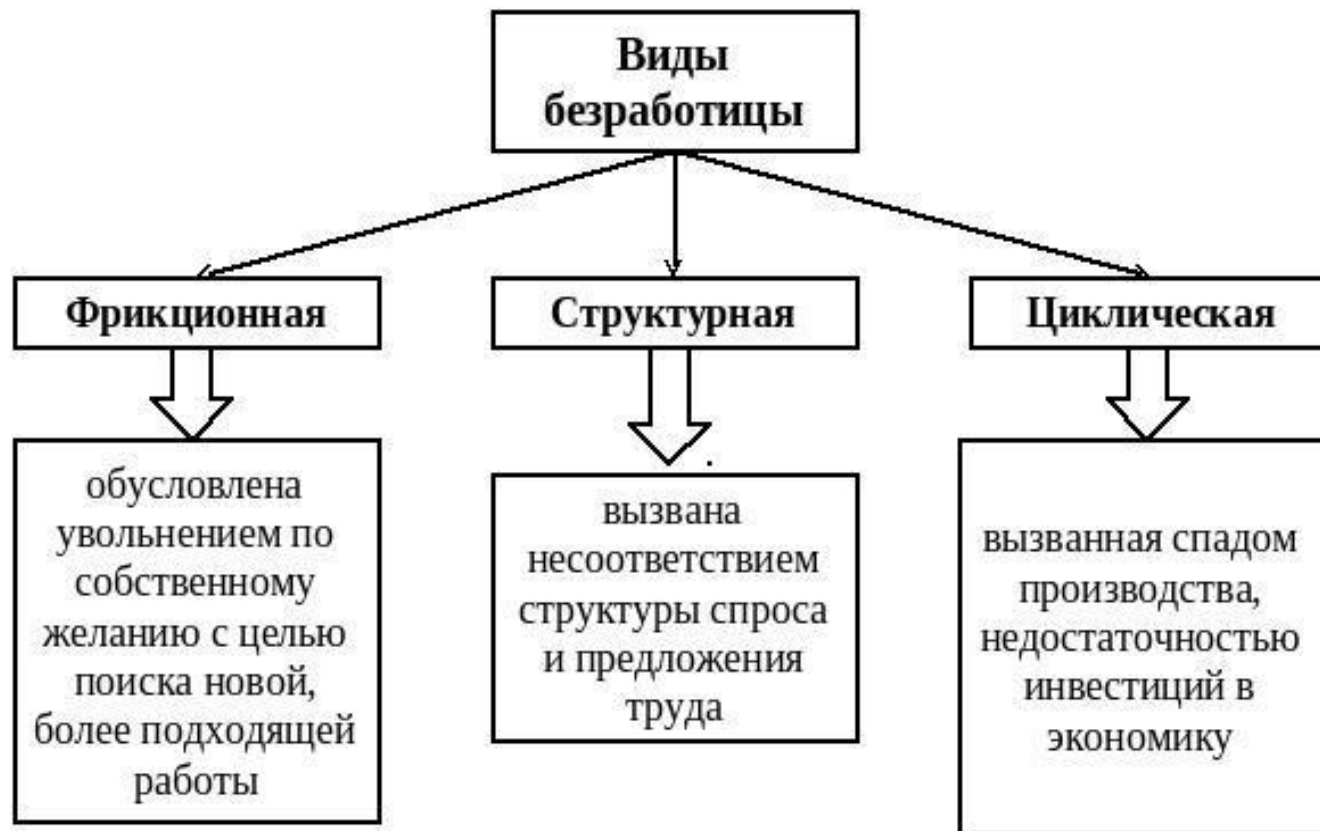 Виды
безработицы
Фрикционная
Структурная
Циклическая
обусловлена
увольнением по
собственному
желанию с целью
поиска новой,
более подходящей
работы
вызвана
несоответствием
структуры спроса
и предложения
труда
вызванная спадом
производства,
недостаточностью
инвестиций в
экономику